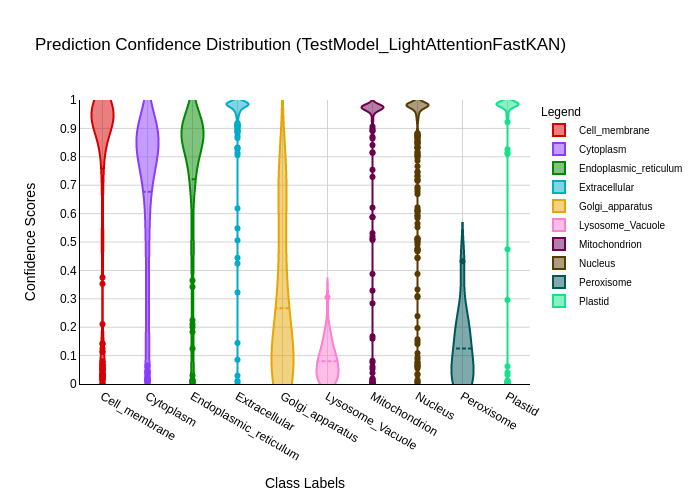 Prediction Confidence Distribution (TestModel_LightAttentionFastKAN)
Legend
Cell_membrane
Cytoplasm
Endoplasmic_reticulum
Extracellular
Golgi_apparatus
Lysosome_Vacuole
Mitochondrion
Nucleus
Peroxisome
Plastid
Confidence Scores
1
0.9
0.8
0.7
0.6
0.5
0.4
0.3
0.2
0.1
0
Cell_membrane
Cytoplasm
Endoplasmic_reticulum
Extracellular
Golgi_apparatus
Lysosome_Vacuole
Mitochondrion
Nucleus
Peroxisome
Plastid
Class Labels